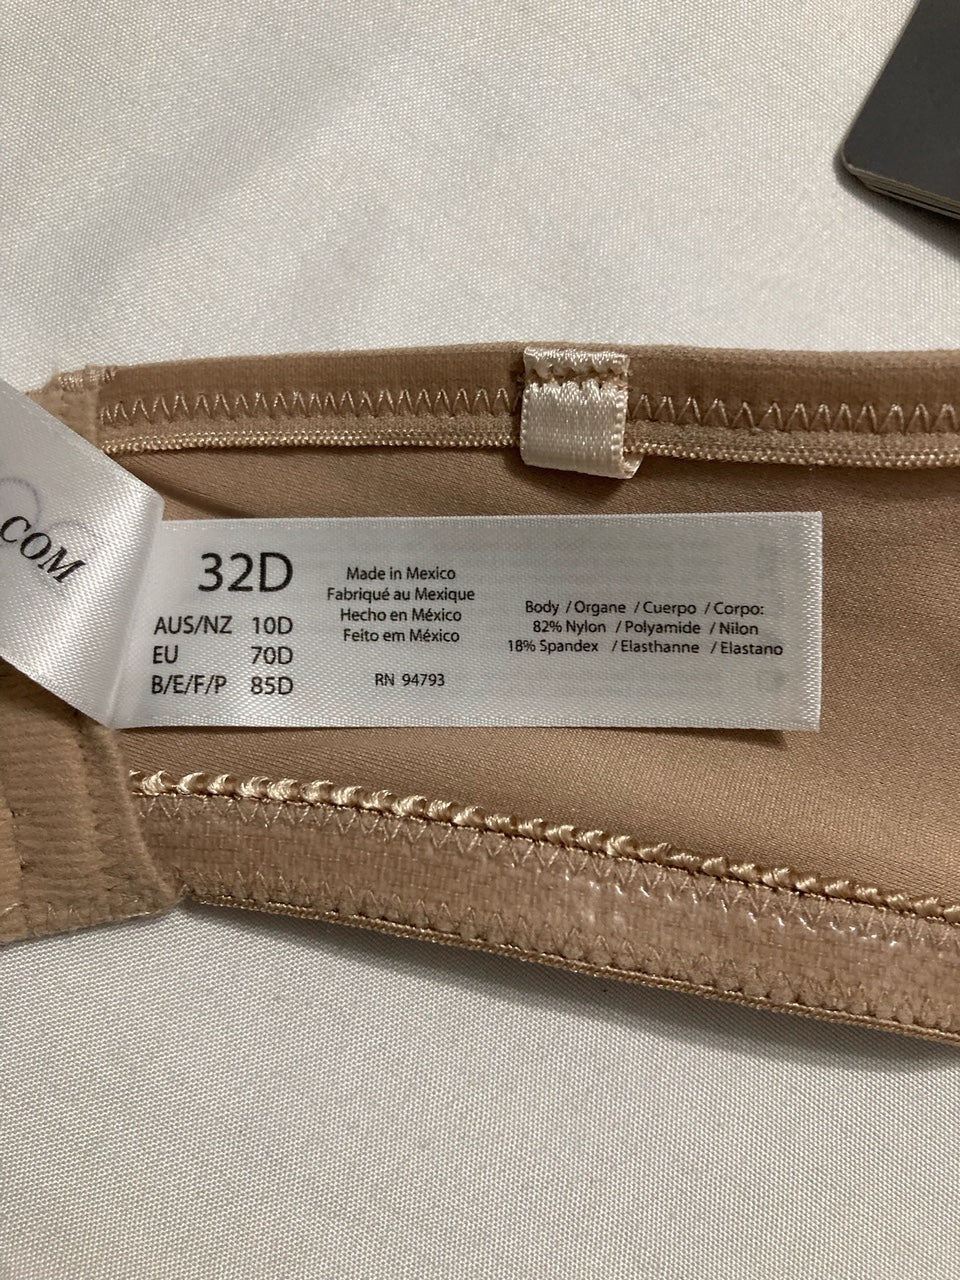 COM
32D
AUS/NZ 10D
EU 70D
B/E/F/P 85D
Made in Mexico
Fabriqué au Mexique
Hecho en México
Feito em México
RN 94793
Body / Organe / Cuerpo / Corpo:
82% Nylon / Polyamide / Nilon
18% Spandex / Elasthanne / Elastano